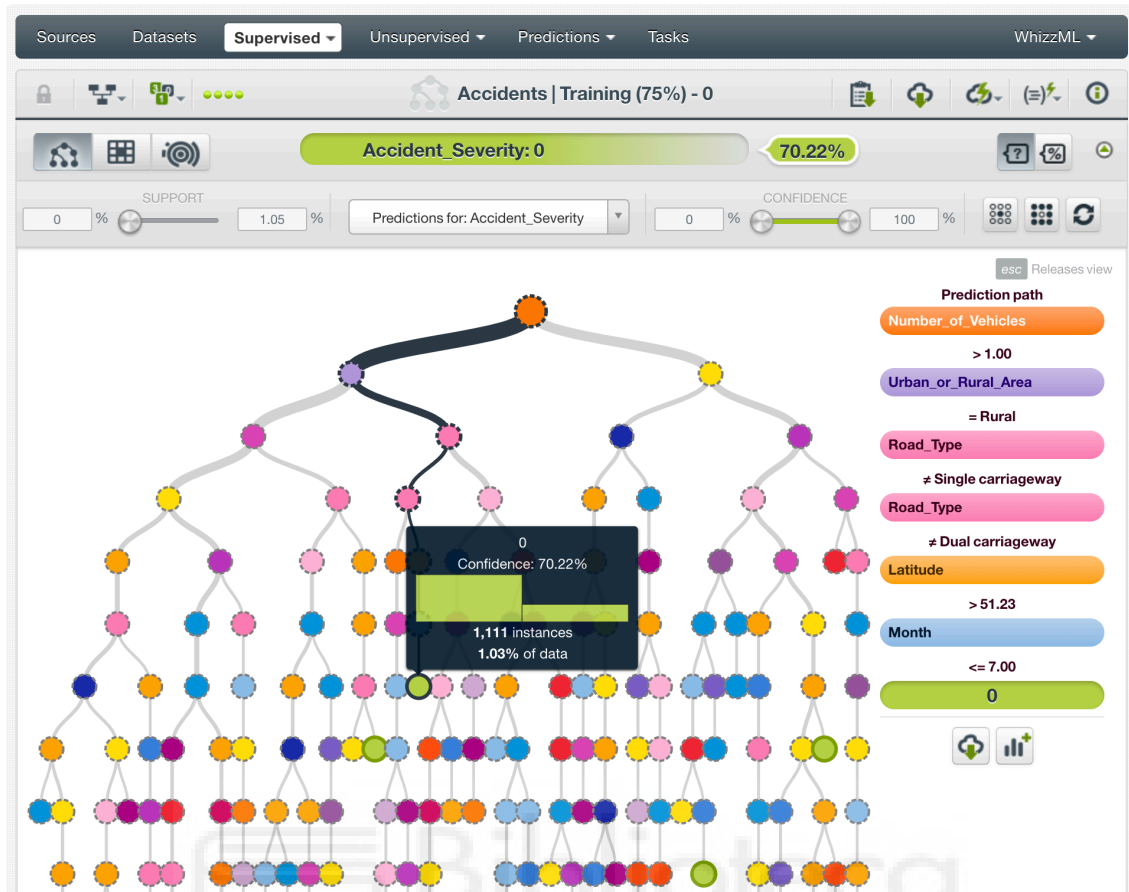 Sources Datasets Supervised Unsupervised Predictions Tasks WhizzML
Accidents | Training (75%) - 0
Accident_Severity: 0 70.22%
SUPPORT CONFIDENCE
0 % 1.05 % Predictions for: Accident_Severity 0 % 100 %
esc Releases view
Prediction path
Number_of_Vehicles
> 1.00
Urban_or_Rural_Area
= Rural
Road_Type
≠ Single carriageway
Road_Type
≠ Dual carriageway
Latitude
> 51.23
Month
<= 7.00
0
0
Confidence: 70.22%
1,111 instances
1.03% of data